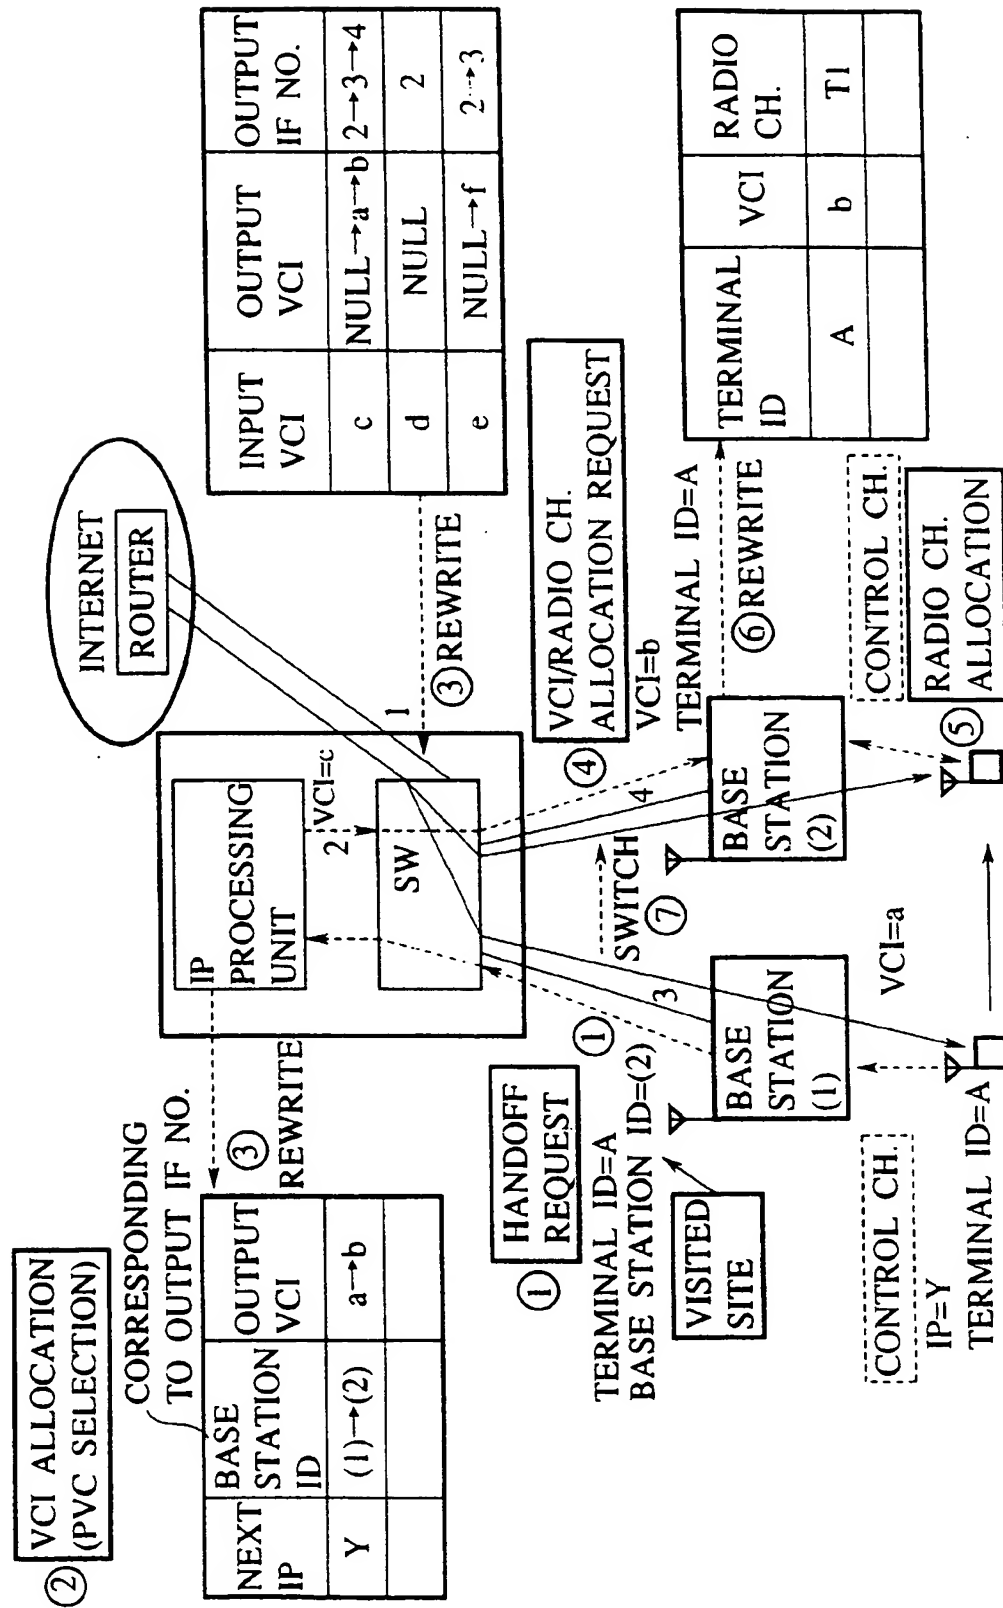 ② VCI ALLOCATION
(PVC SELECTION)
CORRESPONDING
TO OUTPUT IF NO.
NEXT IP | BASE STATION ID | OUTPUT VCI
Y | (1)→(2) | a→b
③ REWRITE
INTERNET
ROUTER
IP PROCESSING UNIT
2
VCI=c
SW
1
③ REWRITE
INPUT VCI | OUTPUT VCI | OUTPUT IF NO.
c | NULL→a→b | 2→3→4
d | NULL | 2
e | NULL→f | 2→3
① HANDOFF
REQUEST
①
TERMINAL ID=A
BASE STATION ID=(2)
VISITED
SITE
3
SWITCH
⑦
4
④ VCI/RADIO CH.
ALLOCATION REQUEST
VCI=b
TERMINAL ID=A
⑥ REWRITE
TERMINAL ID | VCI | RADIO CH.
A | b | T1
BASE
STATION
(1)
BASE
STATION
(2)
CONTROL CH.
IP=Y
TERMINAL ID=A
VCI=a
CONTROL CH.
⑤ RADIO CH.
ALLOCATION